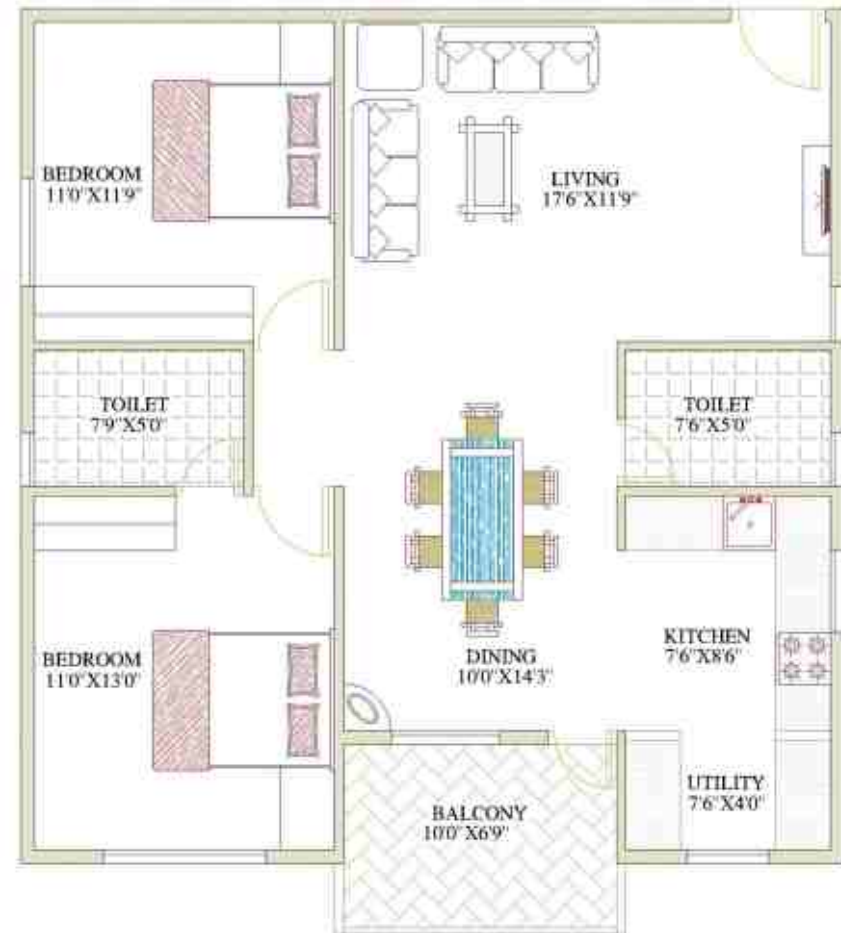 BEDROOM
11'0"X11'9"
LIVING
17'6"X11'9"
TOILET
7'9"X5'0"
TOILET
7'6"X5'0"
BEDROOM
11'0"X13'0"
DINING
10'0"X14'3"
KITCHEN
7'6"X8'6"
BALCONY
10'0"X6'9"
UTILITY
7'6"X4'0"